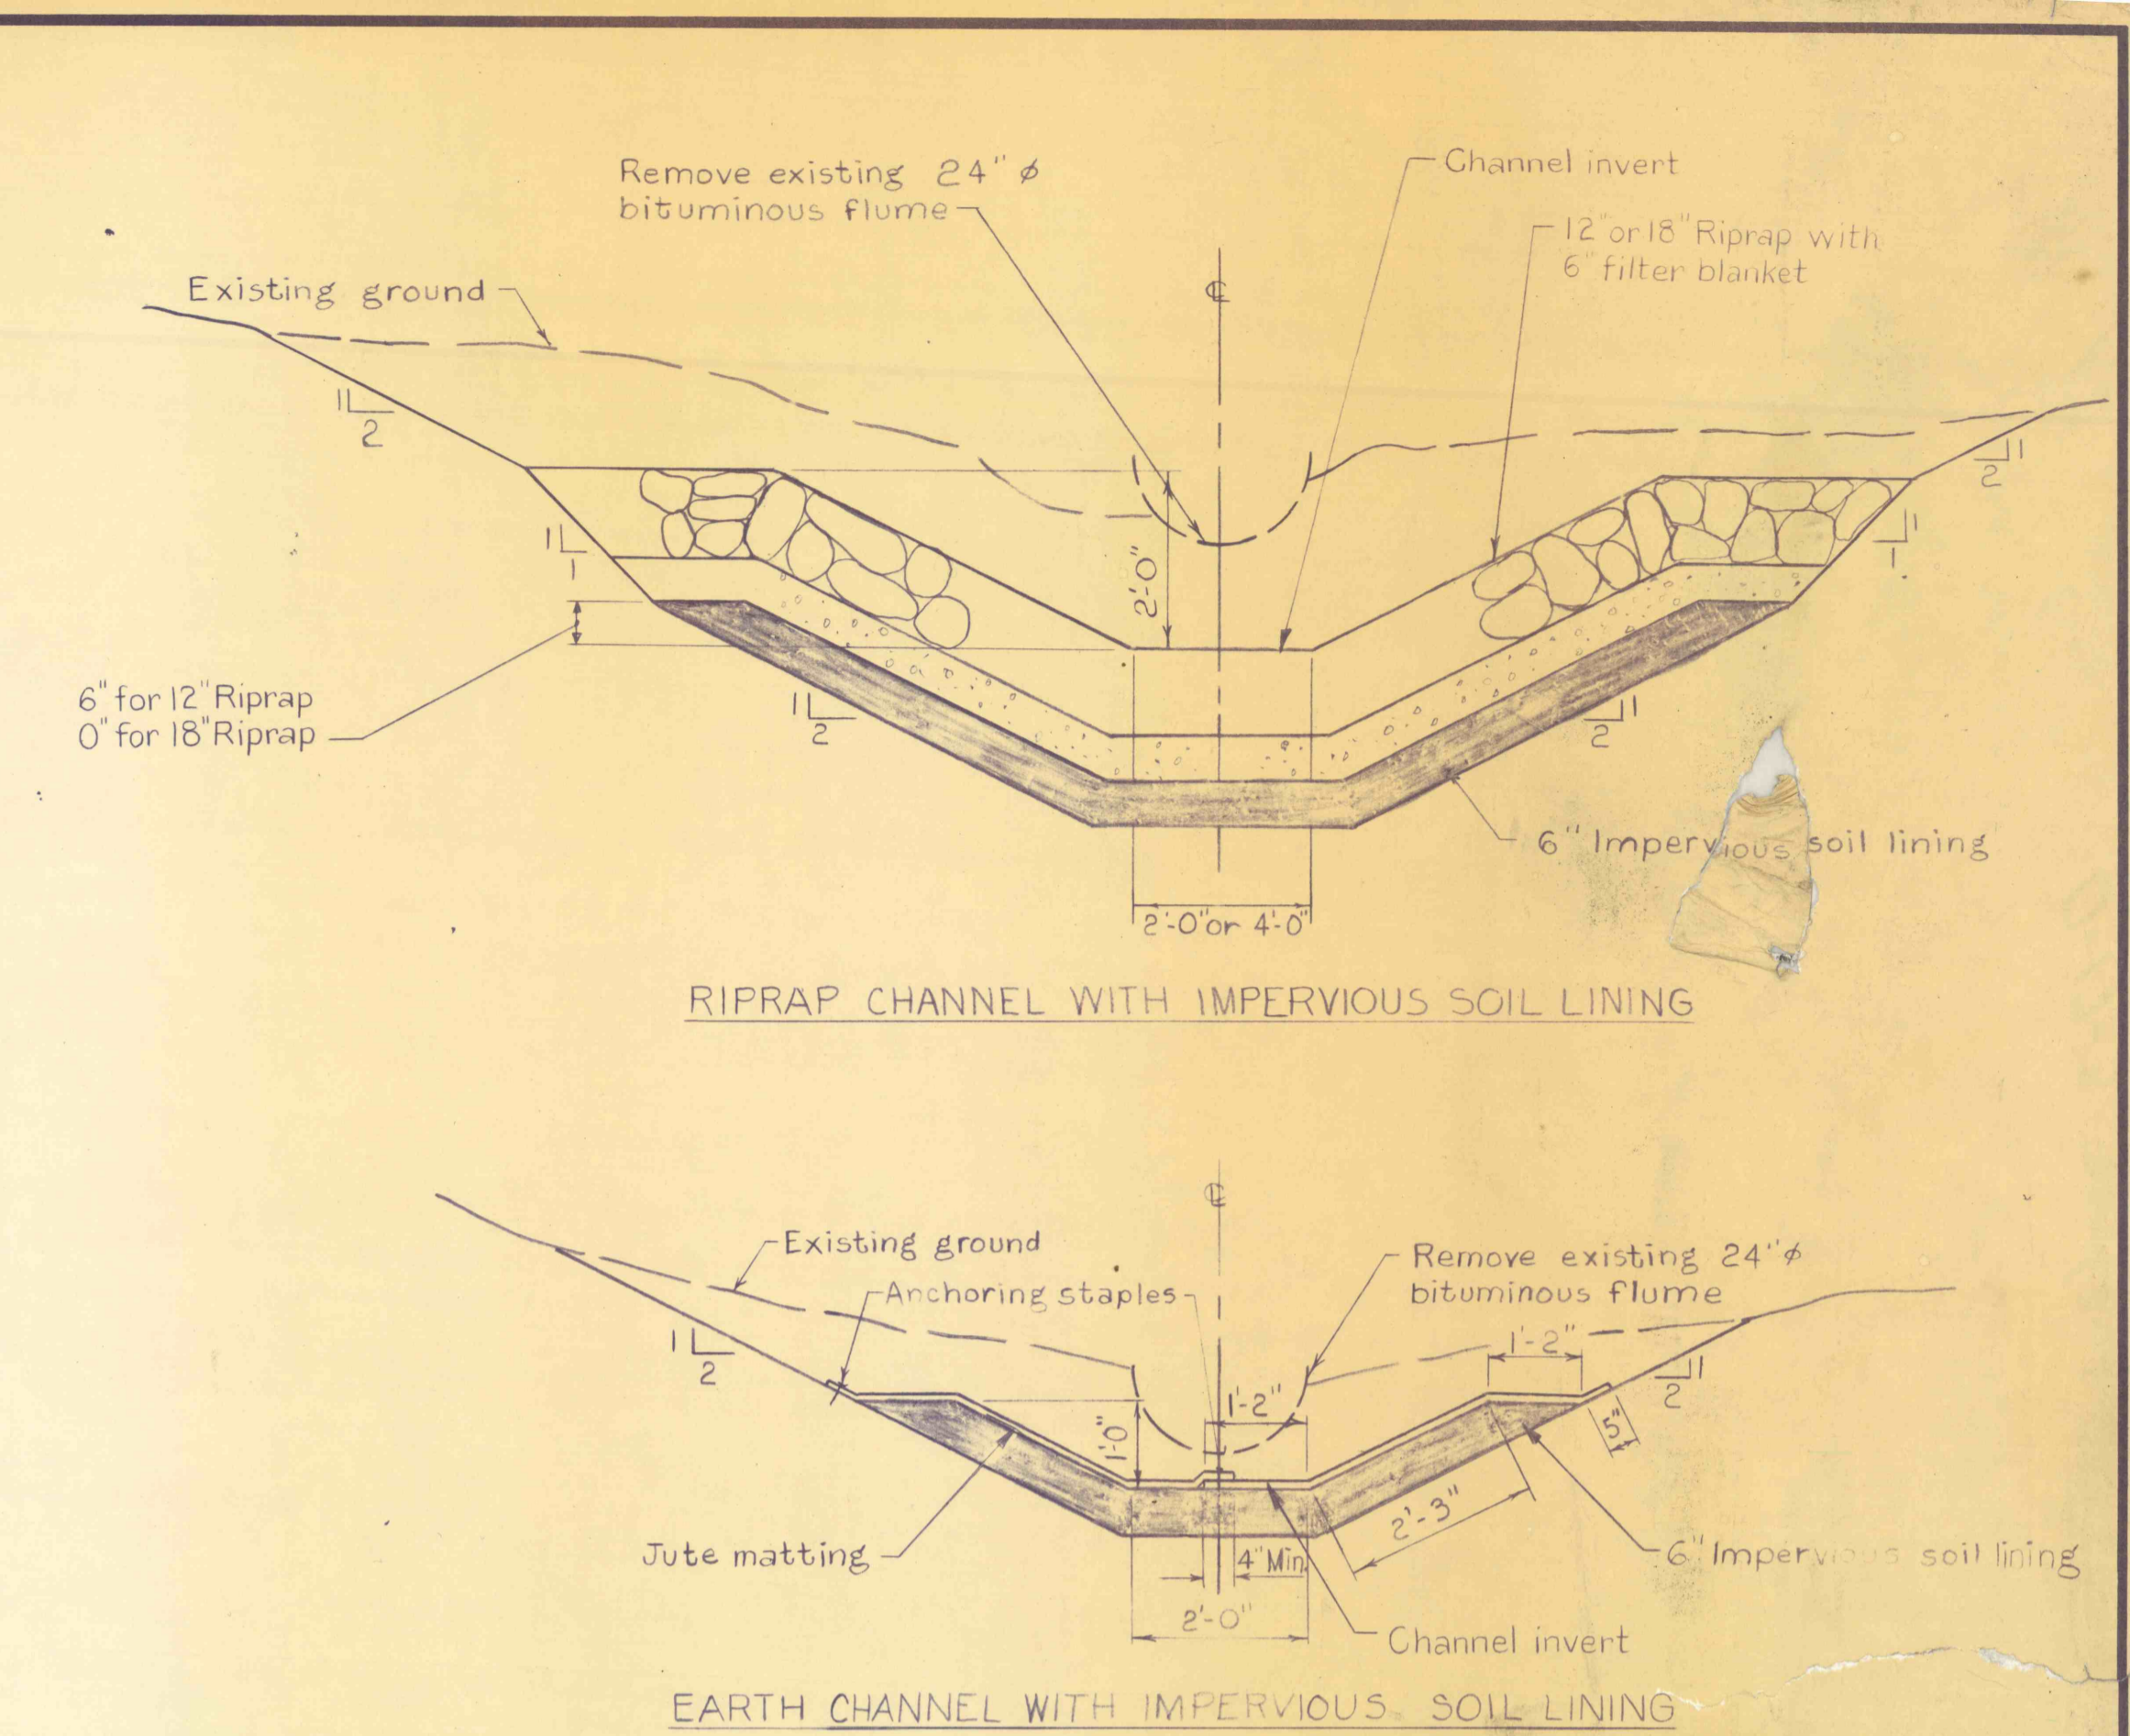 Remove existing 24" ϕ
bituminous flume
Channel invert
12" or 18" Riprap with
6" filter blanket
Existing ground
℄
1
2
1
2
1
1
1
1
2'-0"
6" for 12" Riprap
0" for 18" Riprap
1
2
1
2
6" Impervious soil lining
2'-0" or 4'-0"
RIPRAP CHANNEL WITH IMPERVIOUS SOIL LINING
℄
Existing ground
Anchoring staples
Remove existing 24" ϕ
bituminous flume
1
2
1'-2"
1
2
1'-2"
1'-0"
5"
2'-3"
Jute matting
4" Min.
6" Impervious soil lining
2'-0"
Channel invert
EARTH CHANNEL WITH IMPERVIOUS SOIL LINING